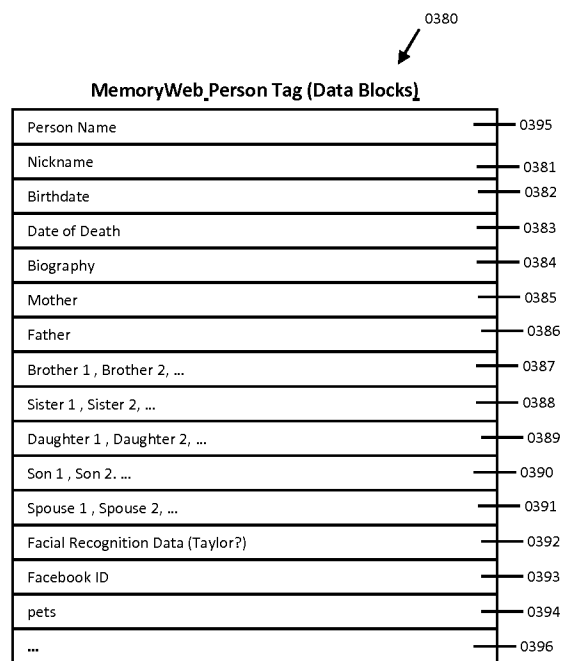 0380
MemoryWeb Person Tag (Data Blocks)
Person Name 0395
Nickname 0381
Birthdate 0382
Date of Death 0383
Biography 0384
Mother 0385
Father 0386
Brother 1 , Brother 2, ... 0387
Sister 1 , Sister 2, ... 0388
Daughter 1 , Daughter 2, ... 0389
Son 1 , Son 2. ... 0390
Spouse 1 , Spouse 2, ... 0391
Facial Recognition Data (Taylor?) 0392
Facebook ID 0393
pets 0394
... 0396